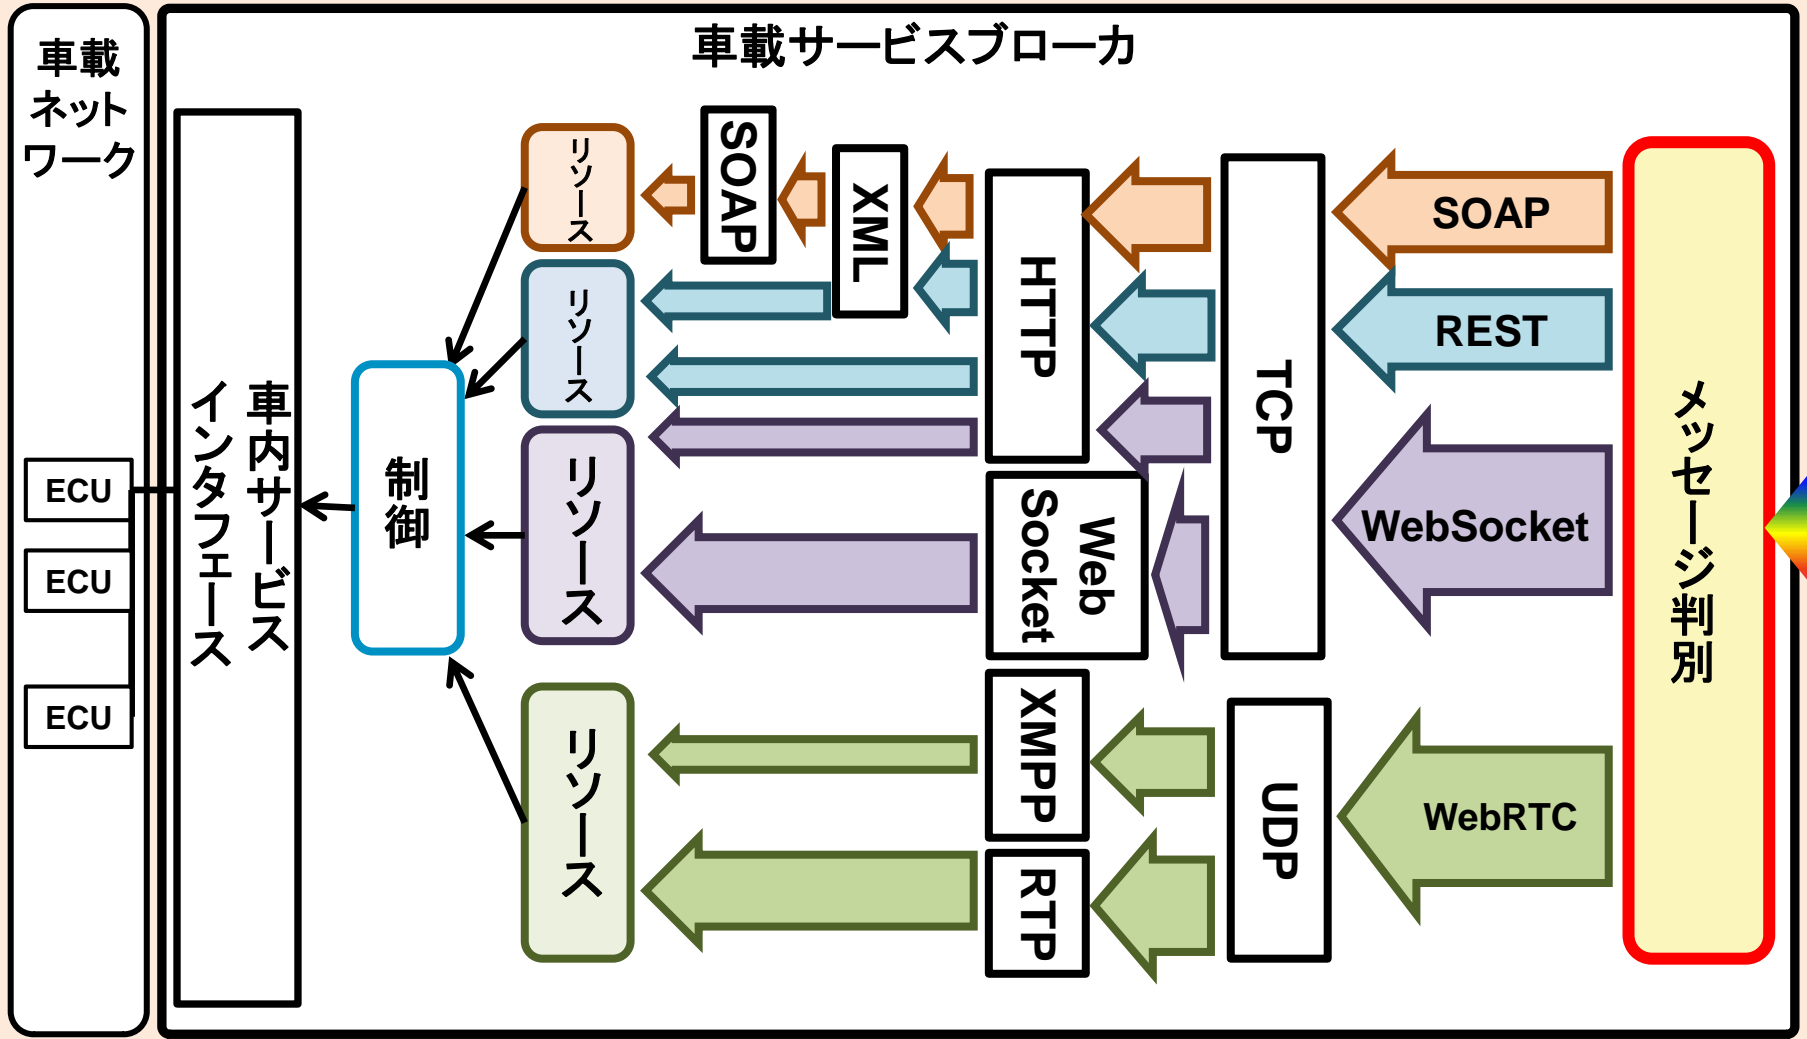 車載
ネット
ワーク
ECU
ECU
ECU
車載サービスブローカ
車内サービス
インタフェース
制御
リソース
リソース
リソース
リソース
SOAP
XML
HTTP
Web
Socket
XMPP
RTP
TCP
UDP
SOAP
REST
WebSocket
WebRTC
メッセージ判別